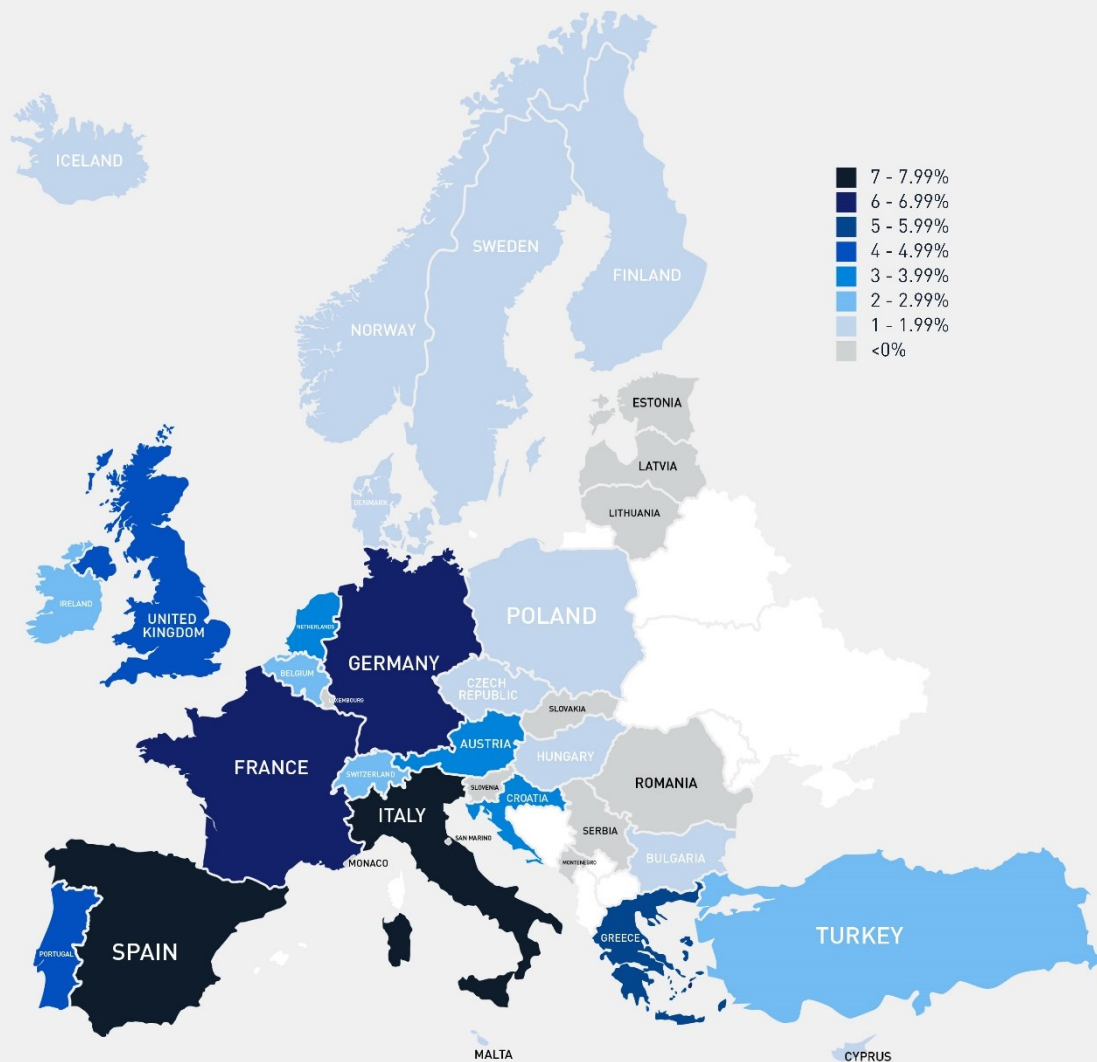 ICELAND
SWEDEN
FINLAND
NORWAY
7 - 7.99%
6 - 6.99%
5 - 5.99%
4 - 4.99%
3 - 3.99%
2 - 2.99%
1 - 1.99%
<0%
ESTONIA
LATVIA
LITHUANIA
DENMARK
IRELAND
UNITED
KINGDOM
NETHERLANDS
BELGIUM
LUXEMBOURG
GERMANY
POLAND
CZECH
REPUBLIC
SLOVAKIA
AUSTRIA
HUNGARY
FRANCE
SWITZERLAND
SLOVENIA
CROATIA
ROMANIA
ITALY
SAN MARINO
SERBIA
MONACO
MONTENEGRO
BULGARIA
PORTUGAL
SPAIN
GREECE
TURKEY
MALTA
CYPRUS